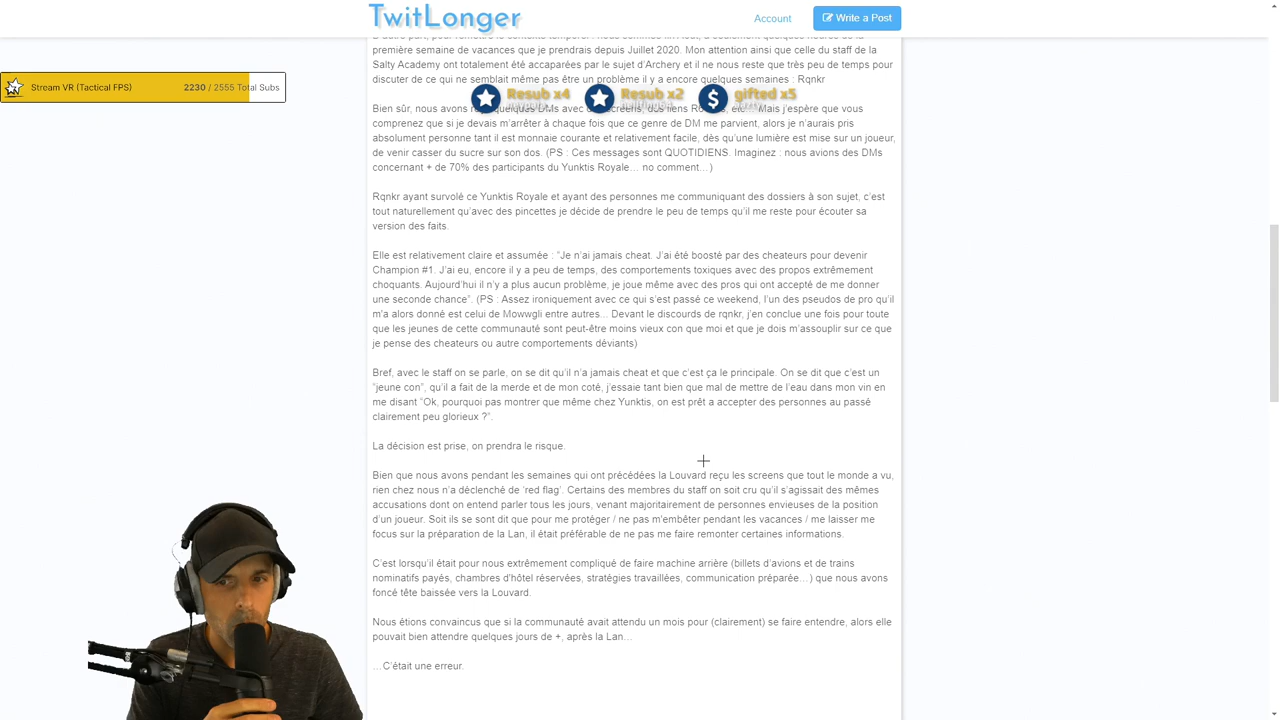 TwitLonger
Account
Write a Post
Stream VR (Tactical FPS)
2230 / 2555 Total Subs
Resub x4
Resub x2
gifted x5
première semaine de vacances que je prendrais depuis Juillet 2020. Mon attention ainsi que celle du staff de la
Salty Academy ont totalement été accaparées par le sujet d'Archery et il ne nous reste que très peu de temps pour
discuter de ce qui ne semblait même pas être un problème il y a encore quelques semaines : Rqnkr
Bien sûr, nous avons quelques DMs avec des screens, des liens etc... Mais j'espère que vous
comprenez que si je devais m'arrêter à chaque fois que ce genre de DM me parvient, alors je n'aurais pris
absolument personne tant il est monnaie courante et relativement facile, dès qu'une lumière est mise sur un joueur,
de venir casser du sucre sur son dos. (PS : Ces messages sont QUOTIDIENS. Imaginez : nous avions des DMs
concernant + de 70% des participants du Yunktis Royale... no comment...)
Rqnkr ayant survolé ce Yunktis Royale et ayant des personnes me communiquant des dossiers à son sujet, c'est
tout naturellement qu'avec des pincettes je décide de prendre le peu de temps qu'il me reste pour écouter sa
version des faits.
Elle est relativement claire et assumée : "Je n'ai jamais cheat. J'ai été boosté par des cheateurs pour devenir
Champion #1. J'ai eu, encore il y a peu de temps, des comportements toxiques avec des propos extrêmement
choquants. Aujourd'hui il n'y a plus aucun problème, je joue même avec des pros qui ont accepté de me donner
une seconde chance". (PS : Assez ironiquement avec ce qui s'est passé ce weekend, l'un des pseudos de pro qu'il
m'a alors donné est celui de Mowwgli entre autres... Devant le discourds de rqnkr, j'en conclue une fois pour toute
que les jeunes de cette communauté sont peut-être moins vieux con que moi et que je dois m'assouplir sur ce que
je pense des cheateurs ou autre comportements déviants)
Bref, avec le staff on se parle, on se dit qu'il n'a jamais cheat et que c'est ça le principale. On se dit que c'est un
"jeune con", qu'il a fait de la merde et de mon coté, j'essaie tant bien que mal de mettre de l'eau dans mon vin en
me disant "Ok, pourquoi pas montrer que même chez Yunktis, on est prêt a accepter des personnes au passé
clairement peu glorieux ?".
La décision est prise, on prendra le risque.
Bien que nous avons pendant les semaines qui ont précédées la Louvard reçu les screens que tout le monde a vu,
rien chez nous n'a déclenché de 'red flag'. Certains des membres du staff on soit cru qu'il s'agissait des mêmes
accusations dont on entend parler tous les jours, venant majoritairement de personnes envieuses de la position
d'un joueur. Soit ils se sont dit que pour me protéger / ne pas m'embêter pendant les vacances / me laisser me
focus sur la préparation de la Lan, il était préférable de ne pas me faire remonter certaines informations.
C'est lorsqu'il était pour nous extrêmement compliqué de faire machine arrière (billets d'avions et de trains
nominatifs payés, chambres d'hôtel réservées, stratégies travaillées, communication préparée...) que nous avons
foncé tête baissée vers la Louvard.
Nous étions convaincus que si la communauté avait attendu un mois pour (clairement) se faire entendre, alors elle
pouvait bien attendre quelques jours de +, après la Lan...
...C'était une erreur.